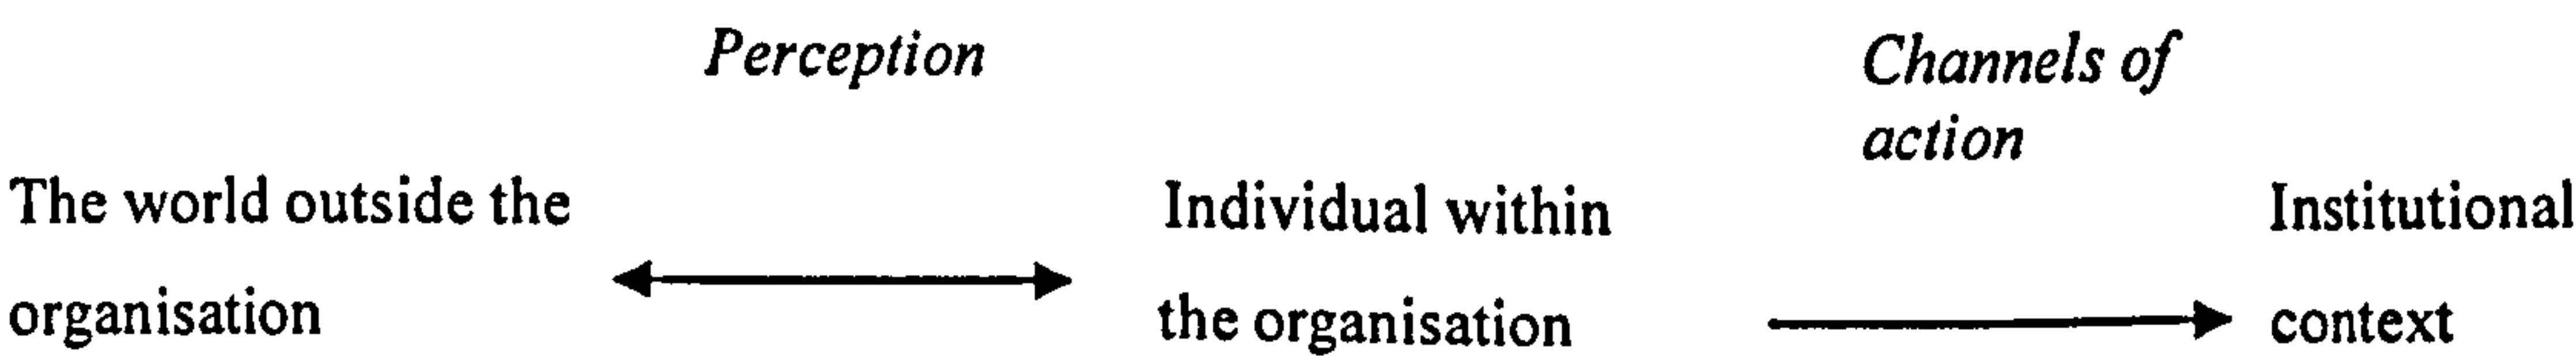 Perception
Channels of
action
The world outside the
organisation
Individual within
the organisation
Institutional
context